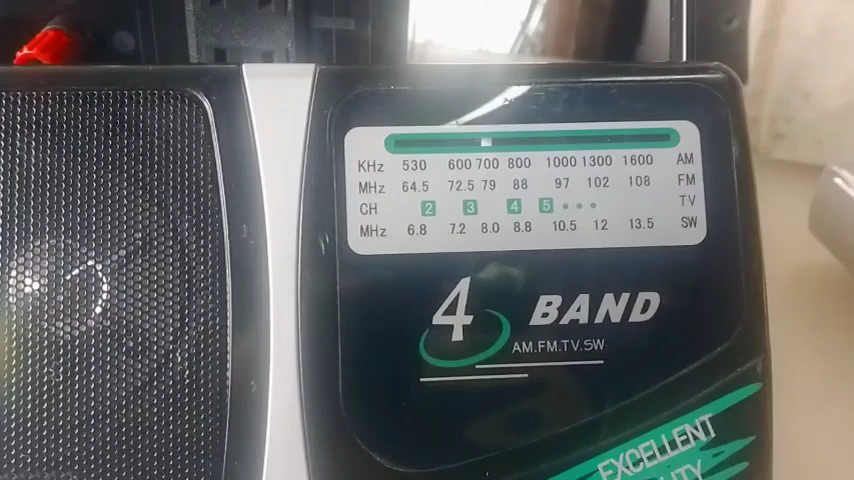 KHz 530 600 700 800 1000 1300 1600 AM
MHz 64.5 72.5 79 88 97 102 108 FM
CH 2 3 4 5 TV
MHz 6.8 7.2 8.0 8.8 10.5 12 13.5 SW
4 BAND
AM.FM.TV.SW
EXCELLENT